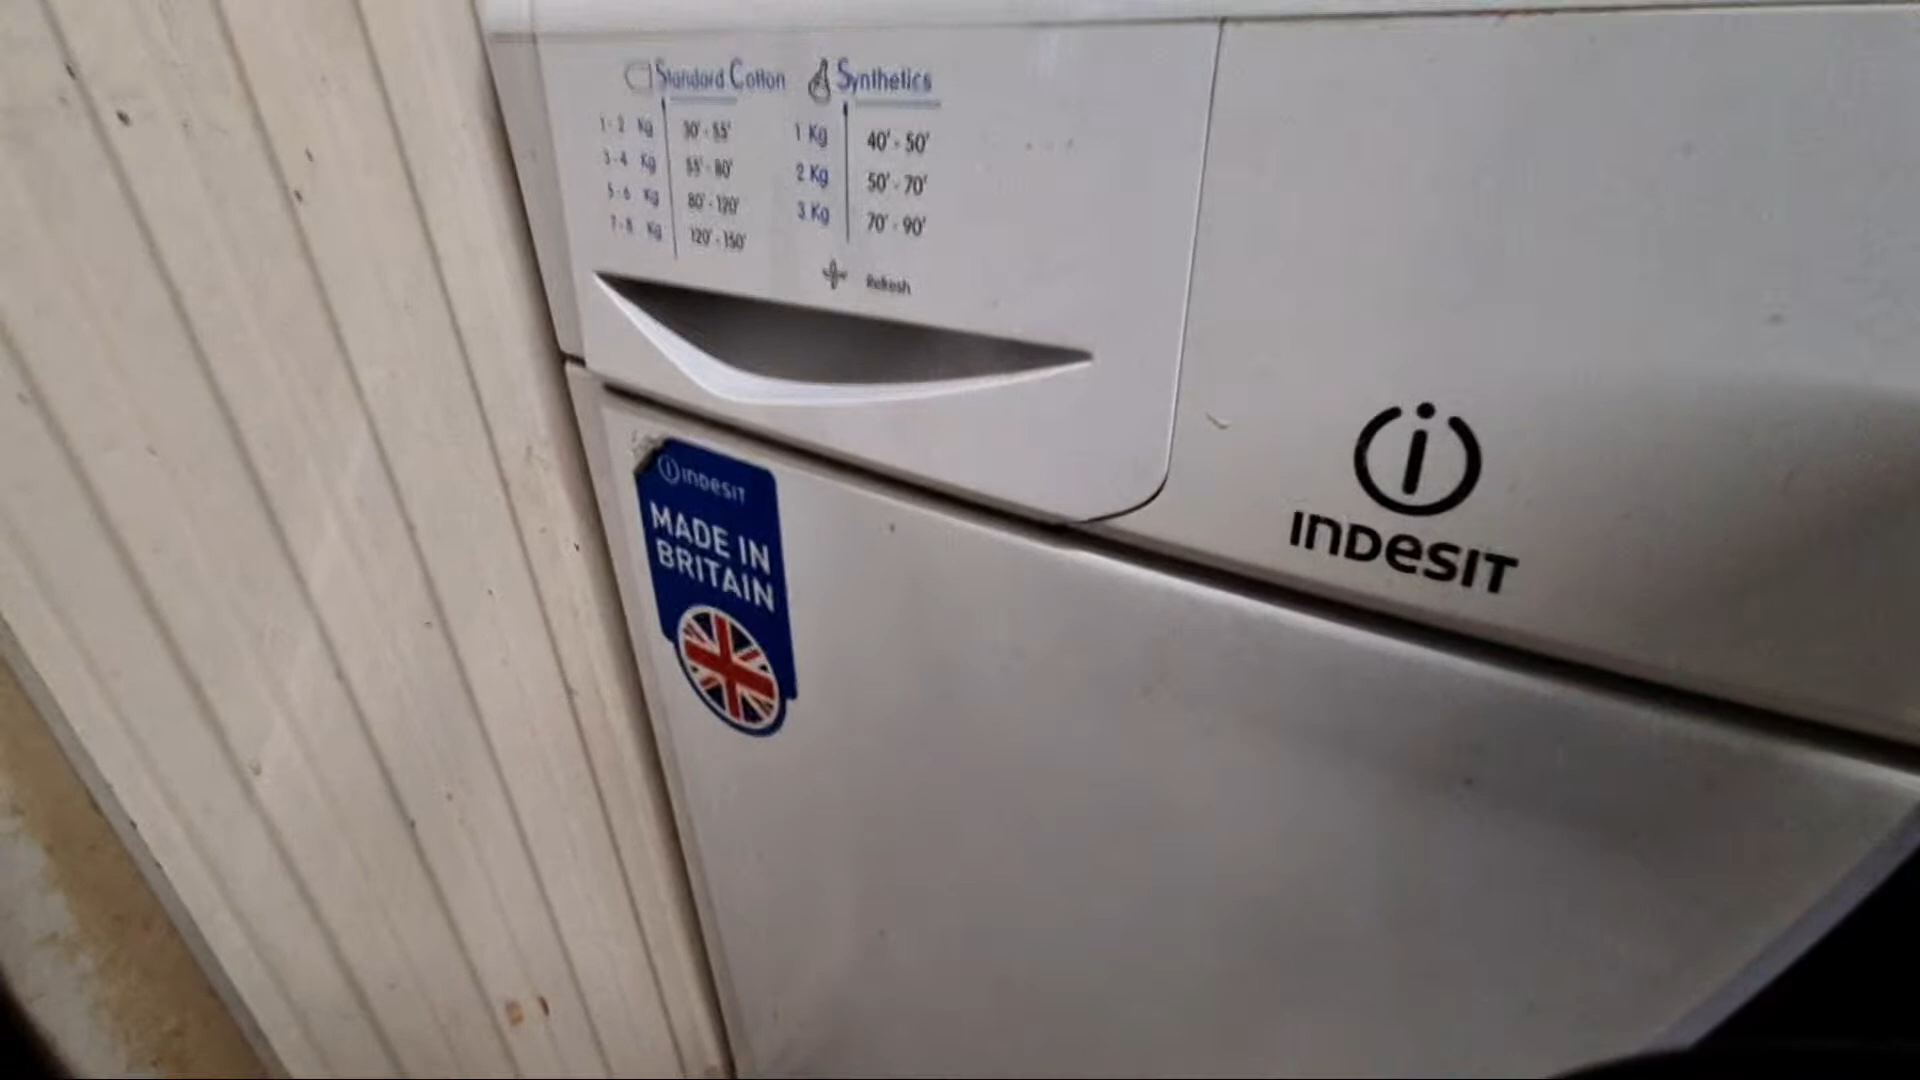 Standard Cotton
1-2 Kg 30'-55'
3-4 Kg 55'-80'
5-6 Kg 80'-120'
7-8 Kg 120'-150'
Synthetics
1 Kg 40'-50'
2 Kg 50'-70'
3 Kg 70'-90'
Refresh
INDESIT
MADE IN
BRITAIN
INDESIT